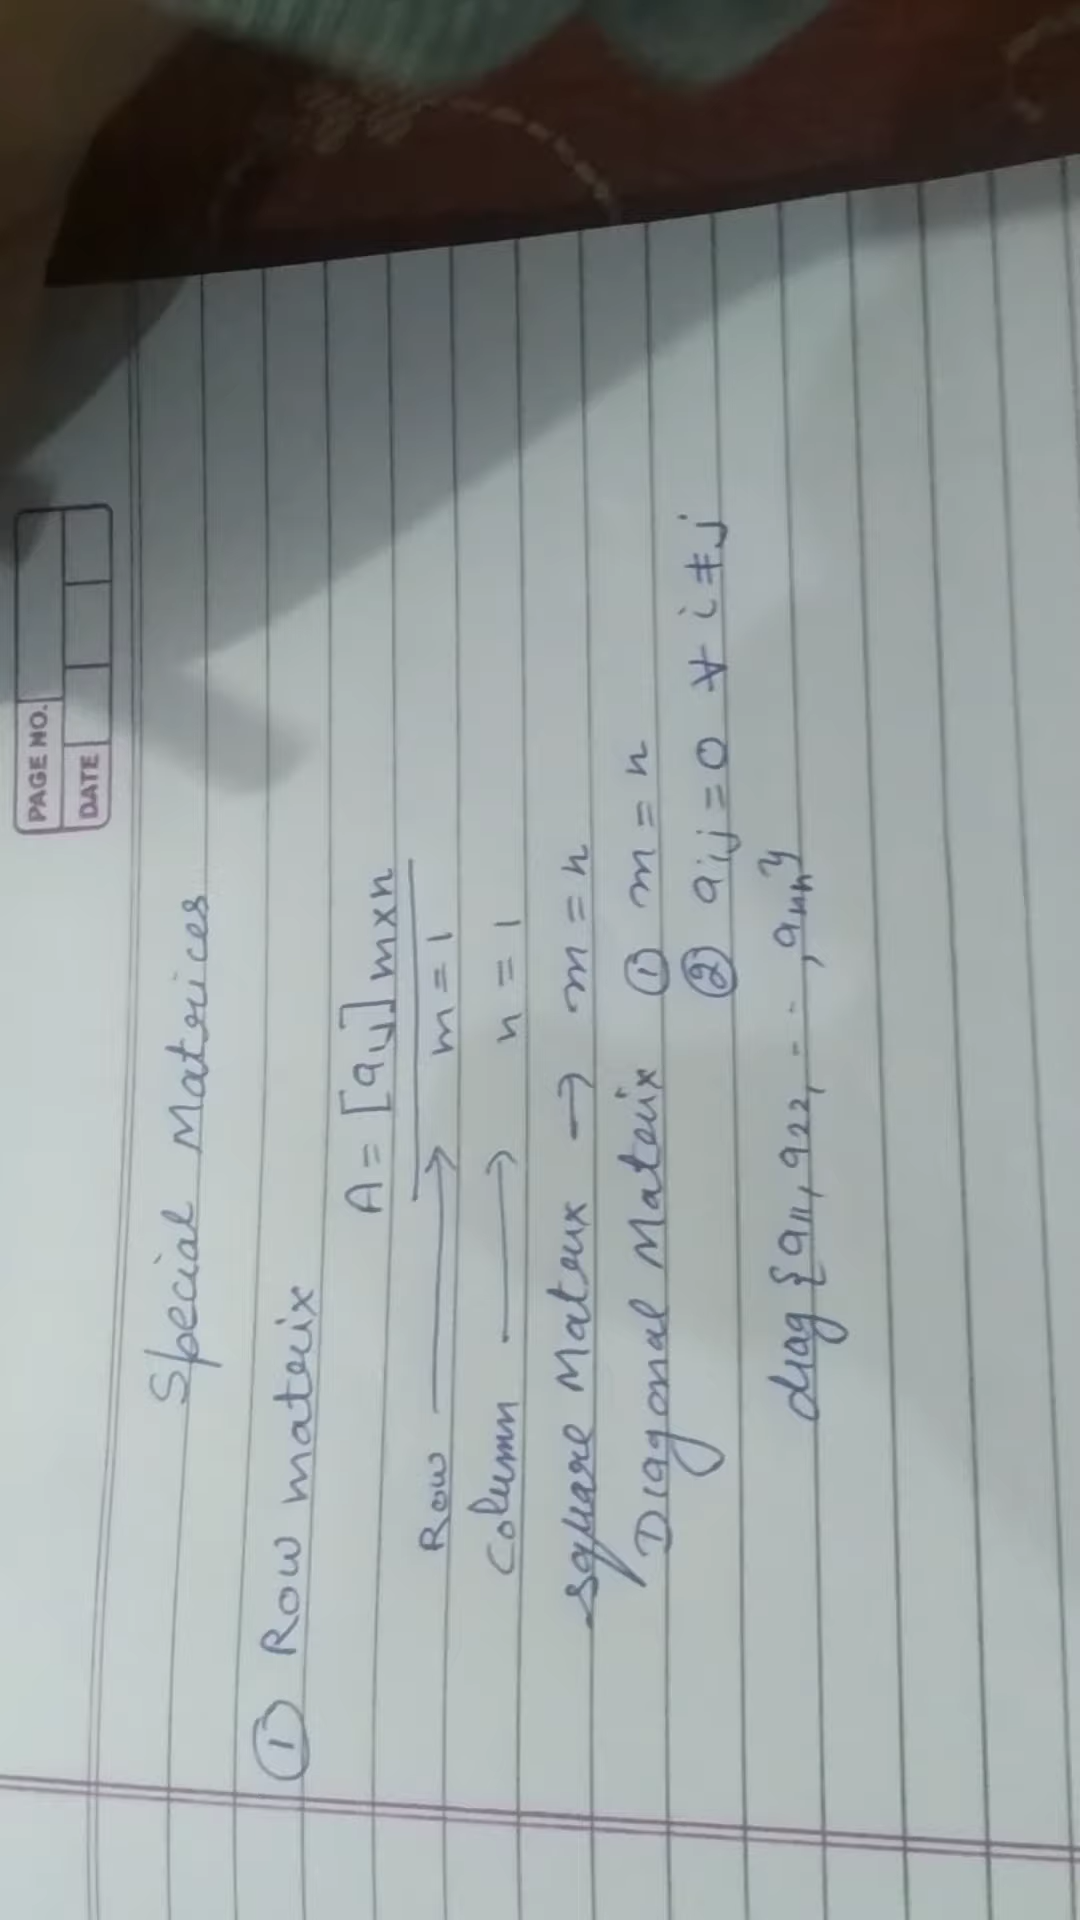 PAGE NO.
DATE
Special Matrices
① Row matrix
A = [aij] m×n
Row ⟶ m = 1
Column ⟶ n = 1
Square Matrix → m = n
Diagonal Matrix ① m = n
② aij = 0 ∀ i ≠ j
diag {a11, a22, - - , ann}